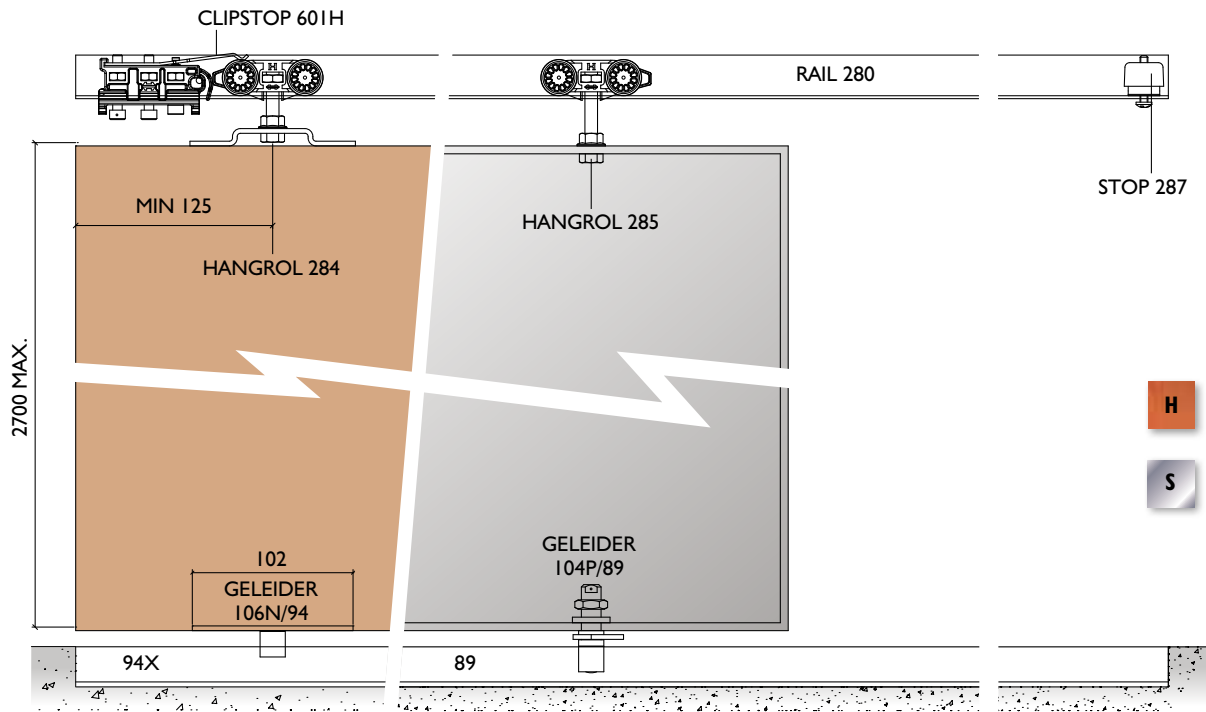 CLIPSTOP 601H
RAIL 280
STOP 287
MIN 125
HANGROL 285
HANGROL 284
2700 MAX.
H
S
102
GELEIDER
106N/94
GELEIDER
104P/89
94X
89